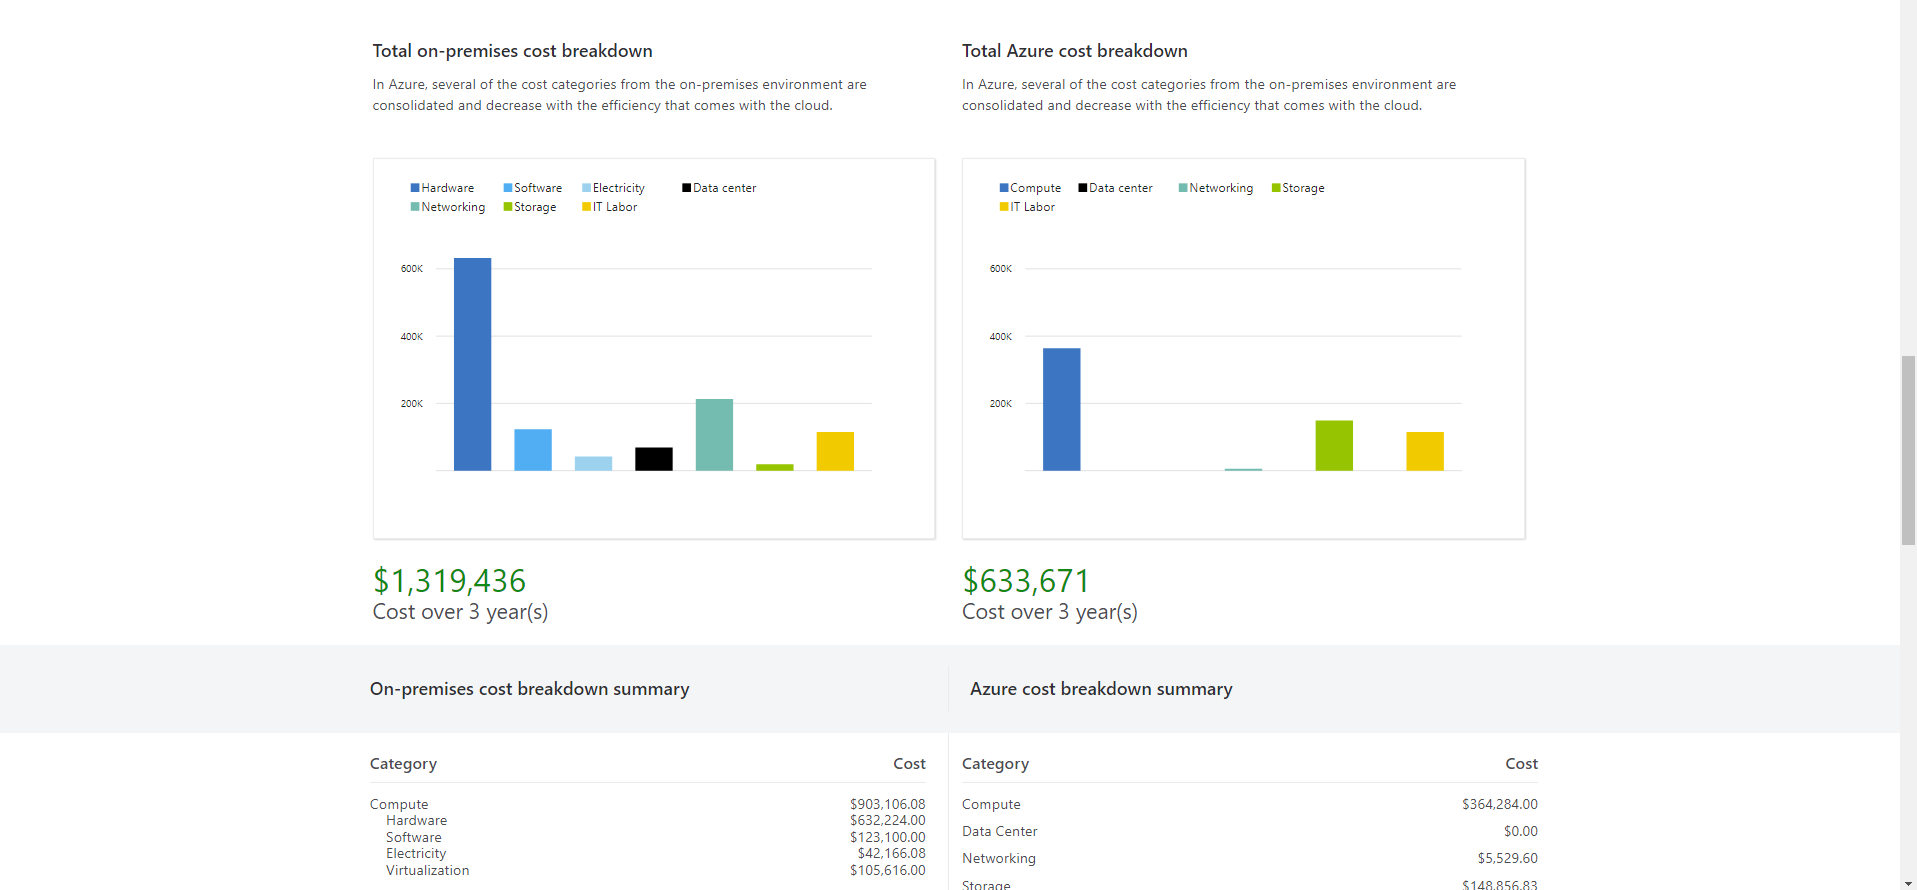 Total on-premises cost breakdown
In Azure, several of the cost categories from the on-premises environment are
consolidated and decrease with the efficiency that comes with the cloud.
Hardware Software Electricity Data center
Networking Storage IT Labor
600K
400K
200K
$1,319,436
Cost over 3 year(s)
Total Azure cost breakdown
In Azure, several of the cost categories from the on-premises environment are
consolidated and decrease with the efficiency that comes with the cloud.
Compute Data center Networking Storage
IT Labor
600K
400K
200K
$633,671
Cost over 3 year(s)
On-premises cost breakdown summary
Category Cost
Compute $903,106.08
Hardware $632,224.00
Software $123,100.00
Electricity $42,166.08
Virtualization $105,616.00
Azure cost breakdown summary
Category Cost
Compute $364,284.00
Data Center $0.00
Networking $5,529.60
Storage $148,856.83